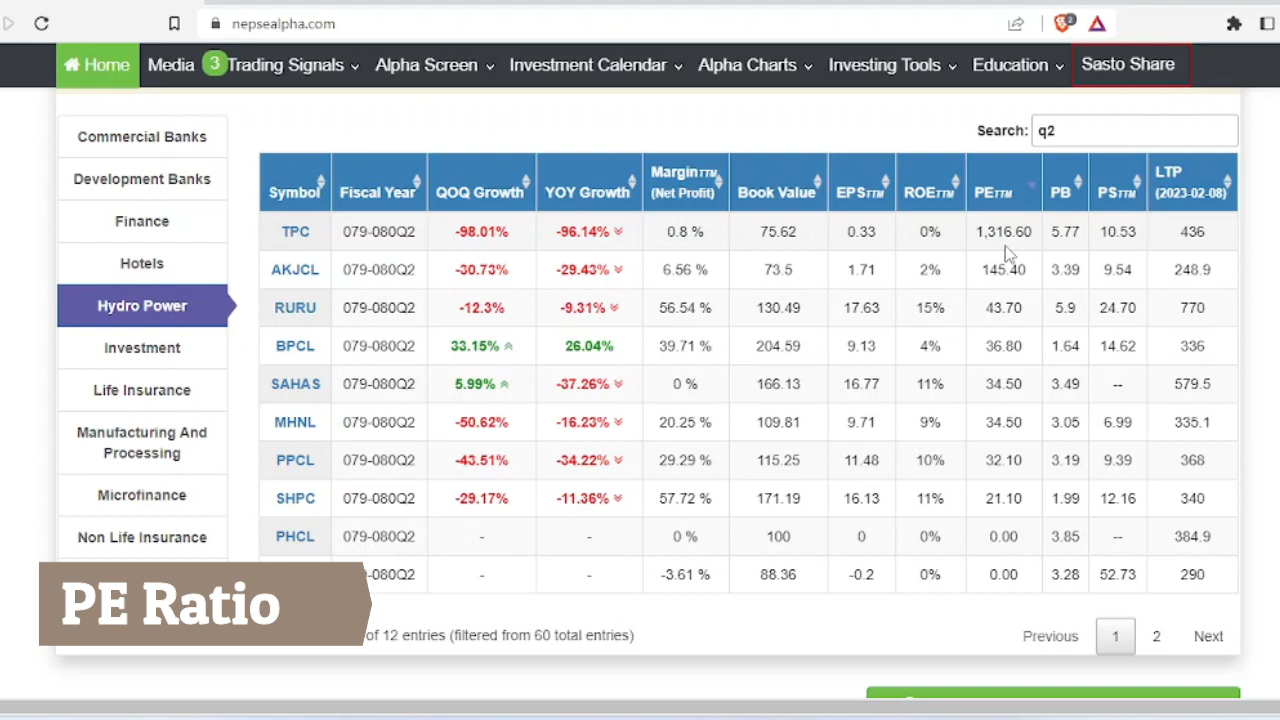 nepsealpha.com
2
Home Media 3 Trading Signals Alpha Screen Investment Calendar Alpha Charts Investing Tools Education Sasto Share
Search: q2
Commercial Banks
Development Banks
Finance
Hotels
Hydro Power
Investment
Life Insurance
Manufacturing And
Processing
Microfinance
Non Life Insurance
Symbol Fiscal Year QOQ Growth YOY Growth MarginTTM (Net Profit) Book Value EPSTTM ROETTM PETTM PB PSTTM LTP (2023-02-08)
TPC 079-080Q2 -98.01% -96.14% 0.8 % 75.62 0.33 0% 1,316.60 5.77 10.53 436
AKJCL 079-080Q2 -30.73% -29.43% 6.56 % 73.5 1.71 2% 145.40 3.39 9.54 248.9
RURU 079-080Q2 -12.3% -9.31% 56.54 % 130.49 17.63 15% 43.70 5.9 24.70 770
BPCL 079-080Q2 33.15% 26.04% 39.71 % 204.59 9.13 4% 36.80 1.64 14.62 336
SAHAS 079-080Q2 5.99% -37.26% 0 % 166.13 16.77 11% 34.50 3.49 -- 579.5
MHNL 079-080Q2 -50.62% -16.23% 20.25 % 109.81 9.71 9% 34.50 3.05 6.99 335.1
PPCL 079-080Q2 -43.51% -34.22% 29.29 % 115.25 11.48 10% 32.10 3.19 9.39 368
SHPC 079-080Q2 -29.17% -11.36% 57.72 % 171.19 16.13 11% 21.10 1.99 12.16 340
PHCL 079-080Q2 - - 0 % 100 0 0% 0.00 3.85 -- 384.9
-080Q2 - - -3.61 % 88.36 -0.2 0% 0.00 3.28 52.73 290
PE Ratio
of 12 entries (filtered from 60 total entries)
Previous 1 2 Next